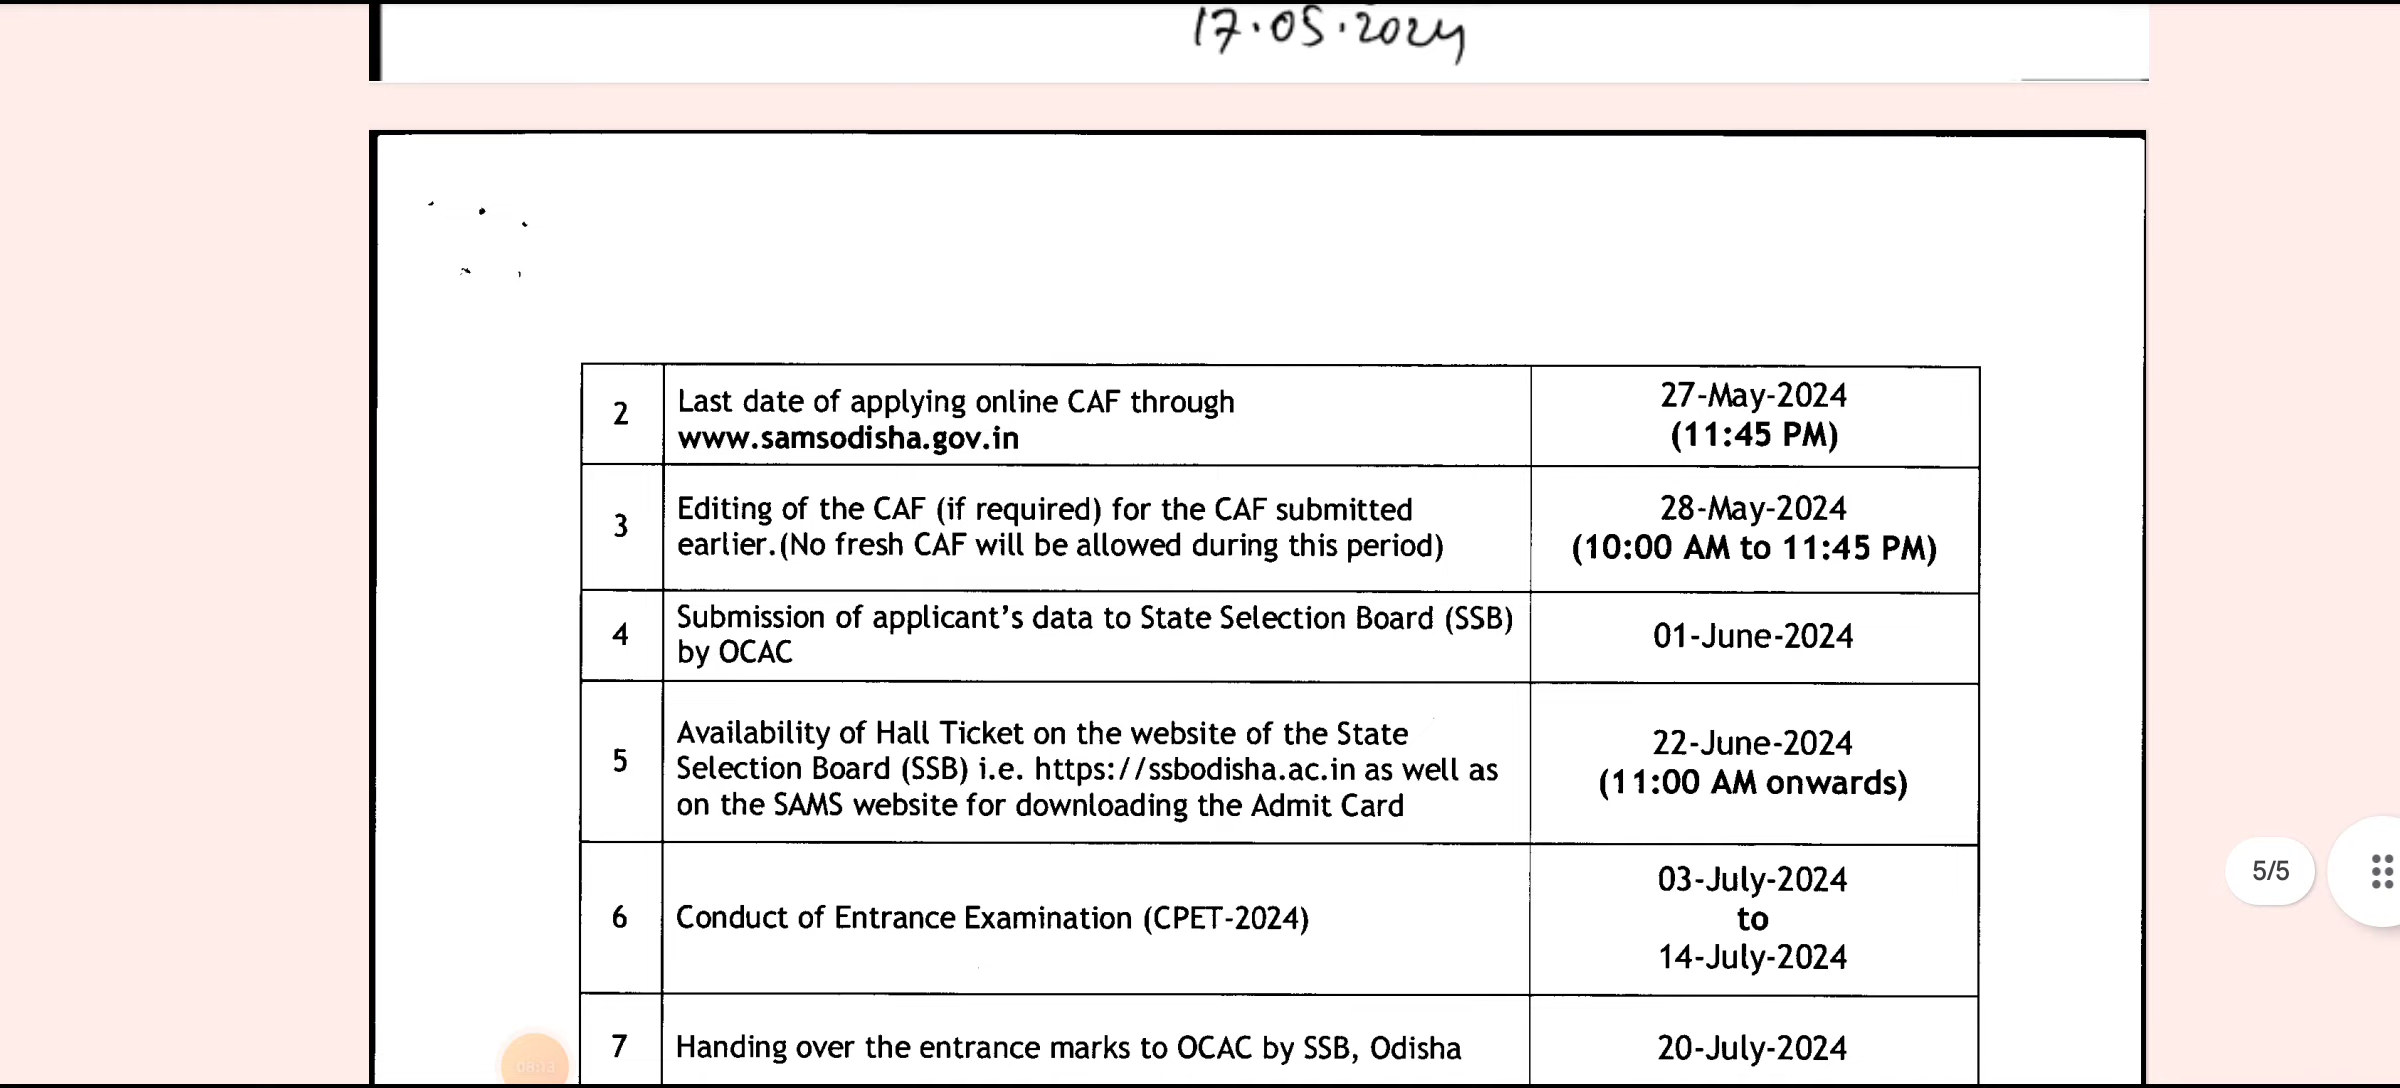 17.05.2024
2
Last date of applying online CAF through
www.samsodisha.gov.in
27-May-2024
(11:45 PM)
3
Editing of the CAF (if required) for the CAF submitted
earlier.(No fresh CAF will be allowed during this period)
28-May-2024
(10:00 AM to 11:45 PM)
4
Submission of applicant's data to State Selection Board (SSB)
by OCAC
01-June-2024
5
Availability of Hall Ticket on the website of the State
Selection Board (SSB) i.e. https://ssbodisha.ac.in as well as
on the SAMS website for downloading the Admit Card
22-June-2024
(11:00 AM onwards)
6
Conduct of Entrance Examination (CPET-2024)
03-July-2024
to
14-July-2024
5/5
7
Handing over the entrance marks to OCAC by SSB, Odisha
20-July-2024
08:13